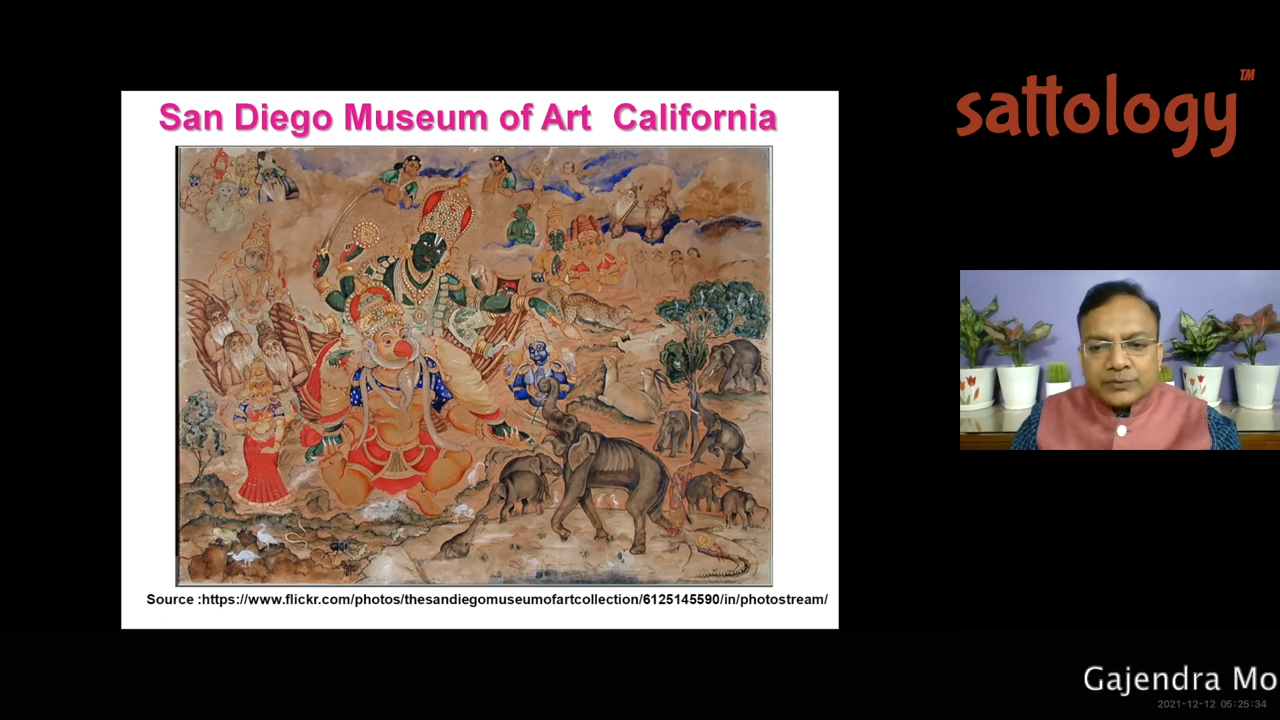 San Diego Museum of Art California
Source :https://www.flickr.com/photos/thesandiegomuseumofartcollection/6125145590/in/photostream/
sattology™
Gajendra Mo
2021-12-12 05:25:34